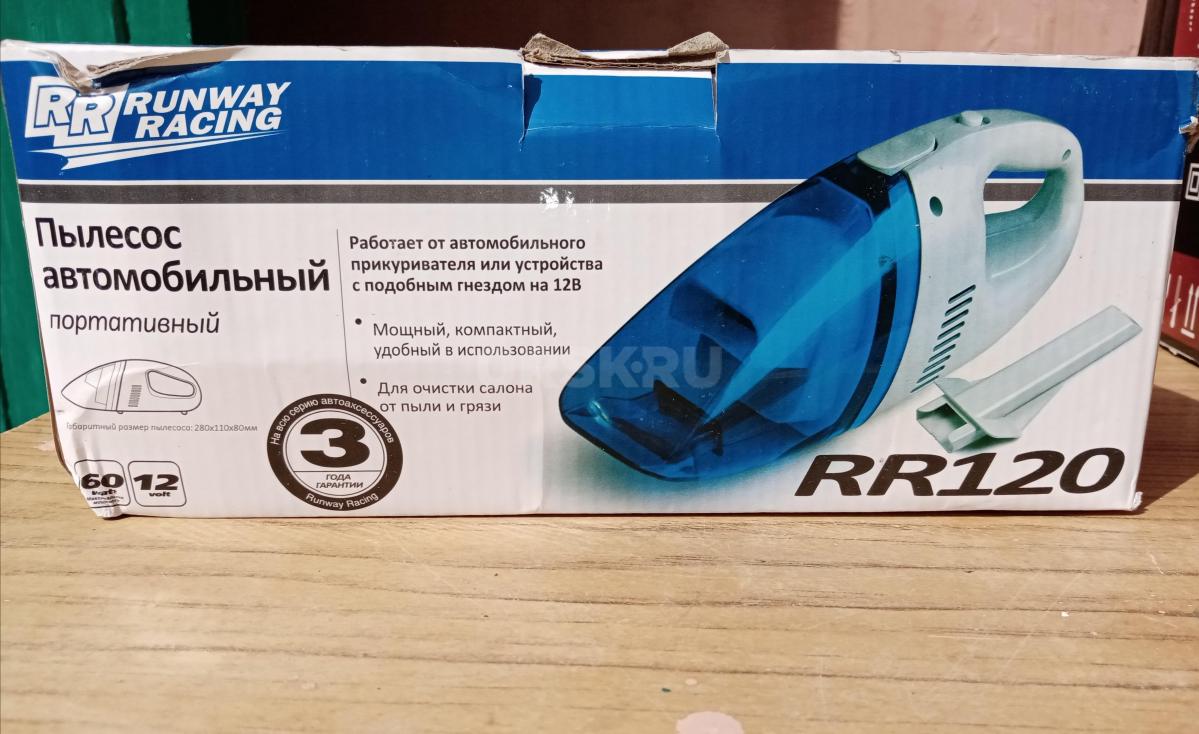 RR RUNWAY
RACING
Пылесос
автомобильный
портативный
Работает от автомобильного
прикуривателя или устройства
с подобным гнездом на 12В
• Мощный, компактный,
удобный в использовании
• Для очистки салона
от пыли и грязи
Габаритный размер пылесоса: 280х110х80мм
60
watt
12
volt
На всю серию автоаксессуаров
3
ГОДА
ГАРАНТИИ
Runway Racing
RR120